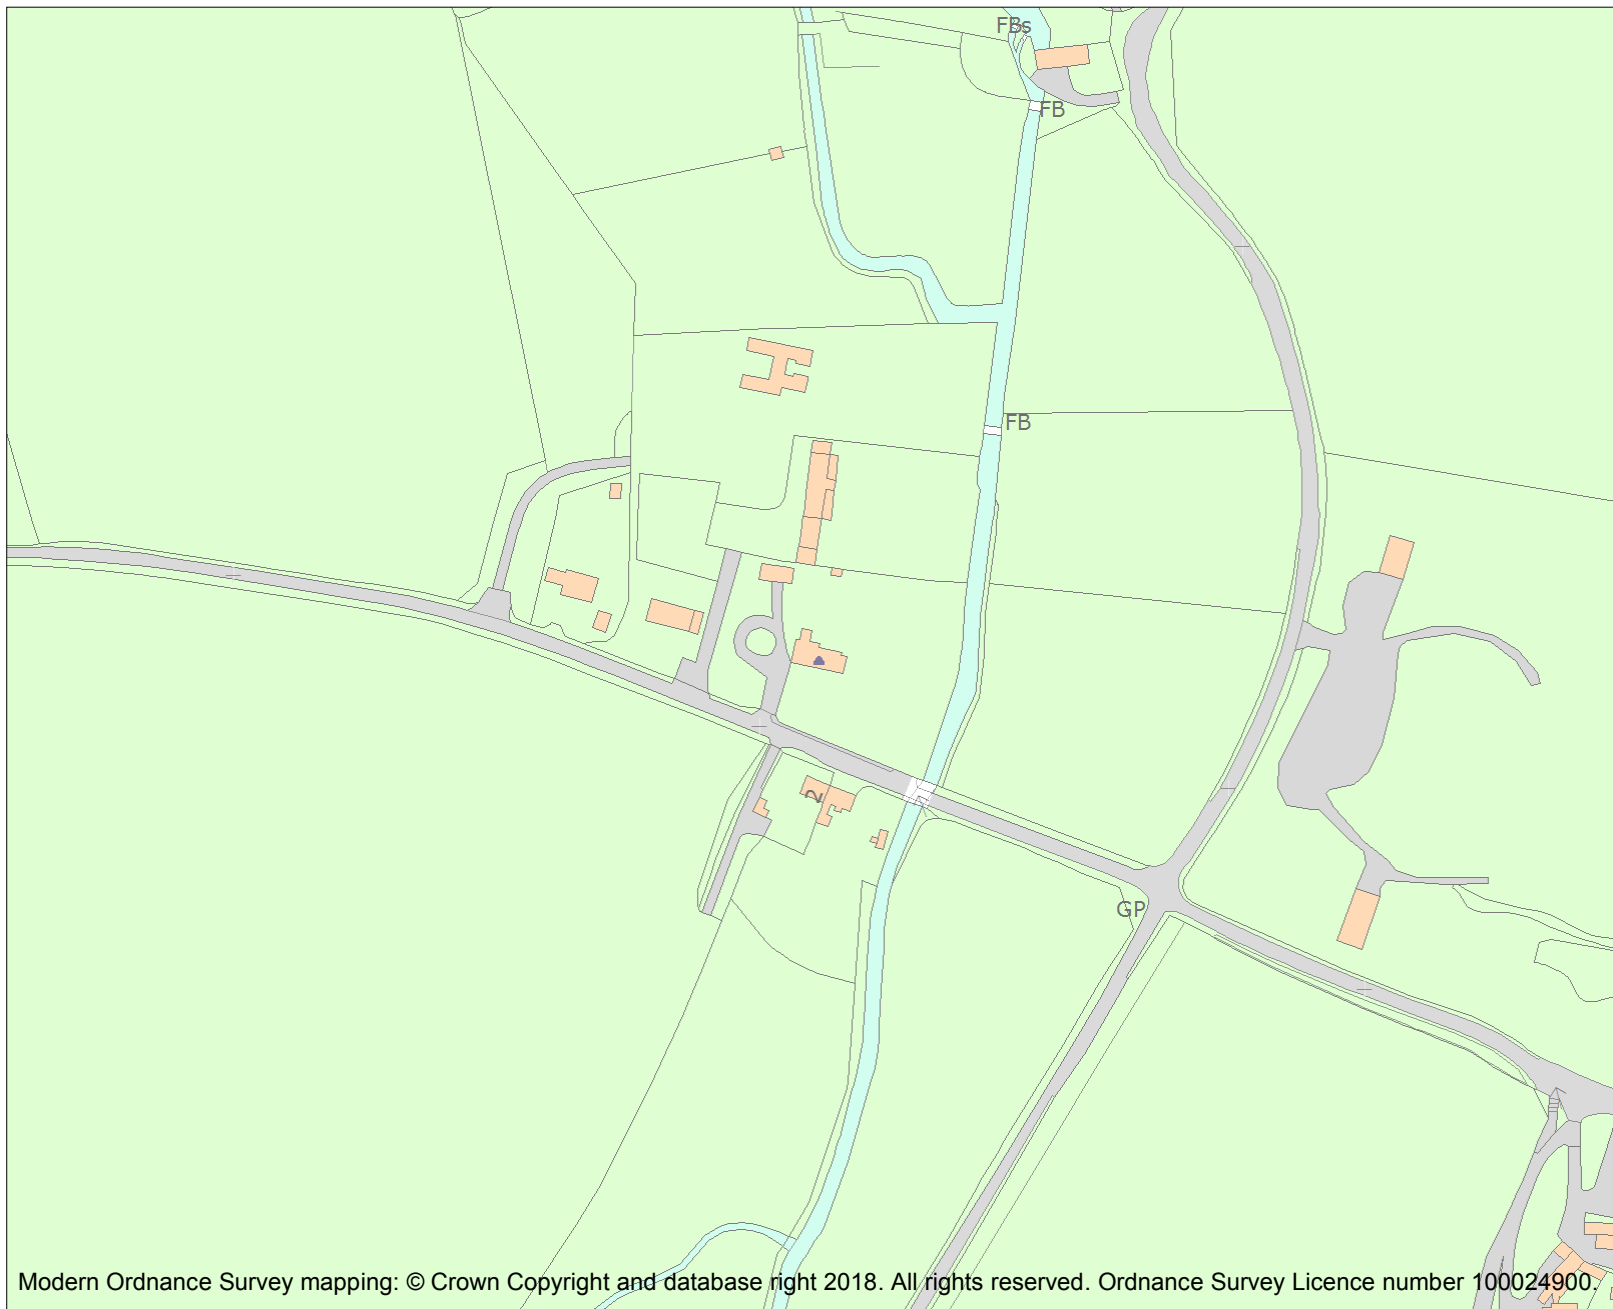 FBs
FB
FB
2
GP
Modern Ordnance Survey mapping: © Crown Copyright and database right 2018. All rights reserved. Ordnance Survey Licence number 100024900.